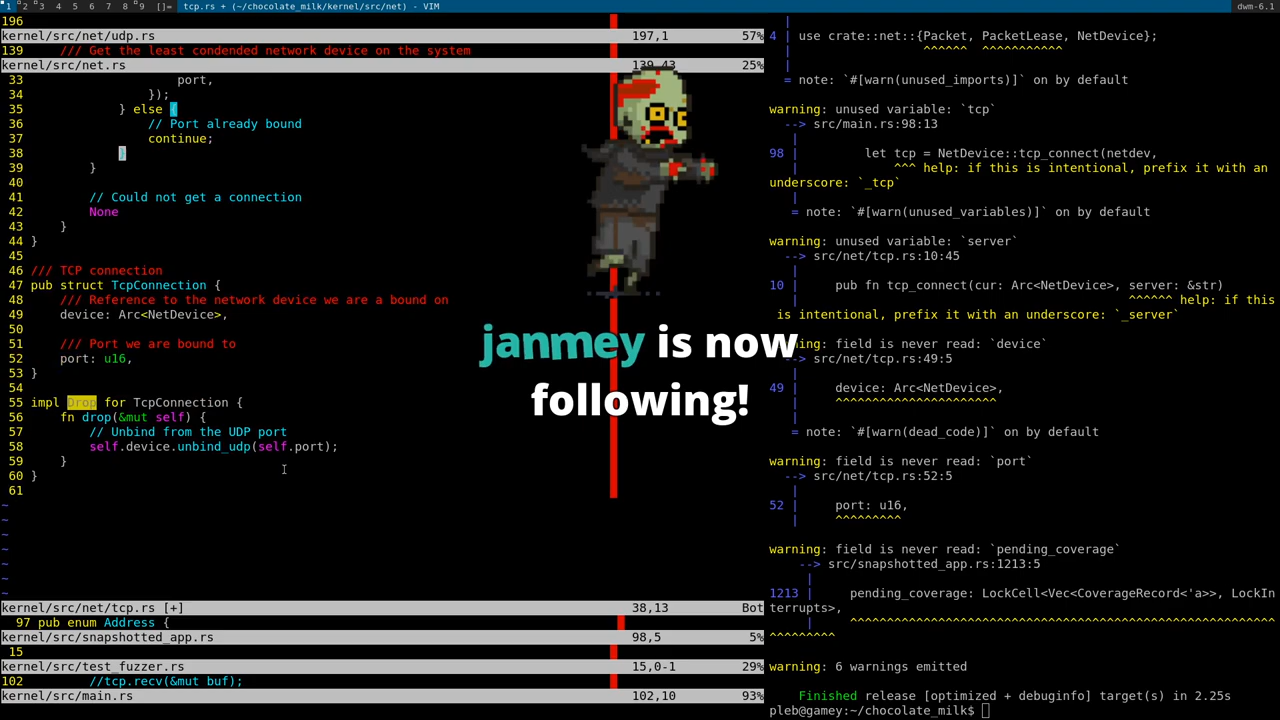 1 2 3 4 5 6 7 8 9 []= tcp.rs + (~/chocolate_milk/kernel/src/net) - VIM dwm-6.1
196
kernel/src/net/udp.rs 197,1 57%
139 /// Get the least condended network device on the system
kernel/src/net.rs 139,43 25%
33 port,
34 });
35 } else {
36 // Port already bound
37 continue;
38 }
39 }
40
41 // Could not get a connection
42 None
43 }
44 }
45
46 /// TCP connection
47 pub struct TcpConnection {
48 /// Reference to the network device we are a bound on
49 device: Arc<NetDevice>,
50
51 /// Port we are bound to
52 port: u16,
53 }
54
55 impl Drop for TcpConnection {
56 fn drop(&mut self) {
57 // Unbind from the UDP port
58 self.device.unbind_udp(self.port);
59 }
60 }
61
~
~
~
~
~
~
~
kernel/src/net/tcp.rs [+] 38,13 Bot
97 pub enum Address {
kernel/src/snapshotted_app.rs 98,5 5%
15
kernel/src/test_fuzzer.rs 15,0-1 29%
102 //tcp.recv(&mut buf);
kernel/src/main.rs 102,10 93%
janmey is now
following!
4 | use crate::net::{Packet, PacketLease, NetDevice};
| ^^^^^^ ^^^^^^^^^^^
|
= note: `#[warn(unused_imports)]` on by default
warning: unused variable: `tcp`
--> src/main.rs:98:13
|
98 | let tcp = NetDevice::tcp_connect(netdev,
| ^^^ help: if this is intentional, prefix it with an
underscore: `_tcp`
|
= note: `#[warn(unused_variables)]` on by default
warning: unused variable: `server`
--> src/net/tcp.rs:10:45
|
10 | pub fn tcp_connect(cur: Arc<NetDevice>, server: &str)
| ^^^^^^ help: if this
is intentional, prefix it with an underscore: `_server`
warning: field is never read: `device`
--> src/net/tcp.rs:49:5
|
49 | device: Arc<NetDevice>,
| ^^^^^^^^^^^^^^^^^^^^^^
|
= note: `#[warn(dead_code)]` on by default
warning: field is never read: `port`
--> src/net/tcp.rs:52:5
|
52 | port: u16,
| ^^^^^^^^^
warning: field is never read: `pending_coverage`
--> src/snapshotted_app.rs:1213:5
|
1213 | pending_coverage: LockCell<Vec<CoverageRecord<'a>>, LockIn
terrupts>,
| ^^^^^^^^^^^^^^^^^^^^^^^^^^^^^^^^^^^^^^^^^^^^^^^^^^^^^^^^^^
^^^^^^^^^
warning: 6 warnings emitted
Finished release [optimized + debuginfo] target(s) in 2.25s
pleb@gamey:~/chocolate_milk$